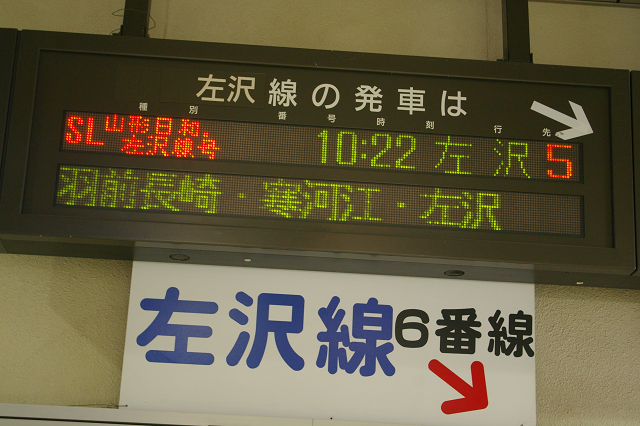 左沢線の発車は
種別 番号 時刻 行先
SL山形日和。左沢線号 10:22 左沢 5
羽前長崎・寒河江・左沢
左沢線6番線